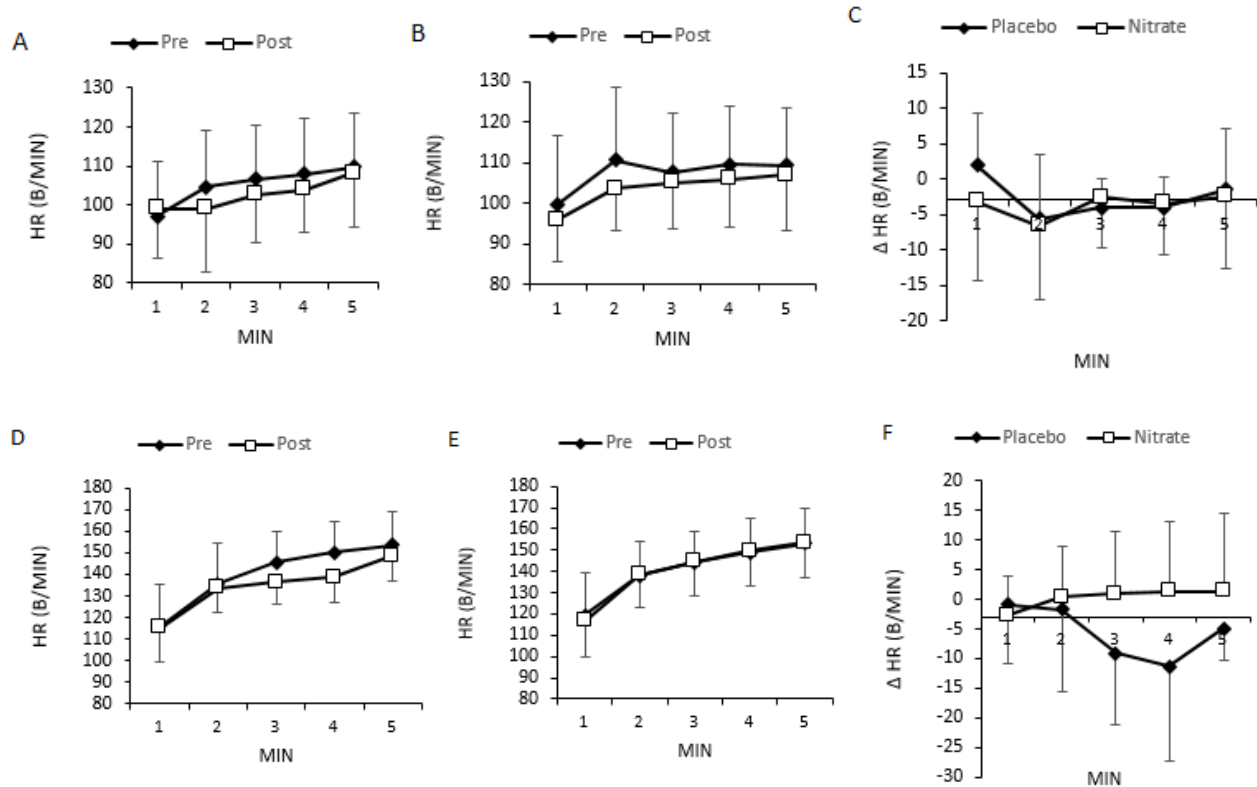 A
Pre Post
130
120
110
100
90
80
HR (B/MIN)
1 2 3 4 5
MIN
B
Pre Post
130
120
110
100
90
80
HR (B/MIN)
1 2 3 4 5
MIN
C
Placebo Nitrate
15
10
5
0
-5
-10
-15
-20
Δ HR (B/MIN)
1 2 3 4 5
MIN
D
Pre Post
180
170
160
150
140
130
120
110
100
90
80
HR (B/MIN)
1 2 3 4 5
MIN
E
Pre Post
180
170
160
150
140
130
120
110
100
90
80
HR (B/MIN)
1 2 3 4 5
MIN
F
Placebo Nitrate
20
15
10
5
0
-5
-10
-15
-20
-25
-30
Δ HR (B/MIN)
1 2 3 4 5
MIN